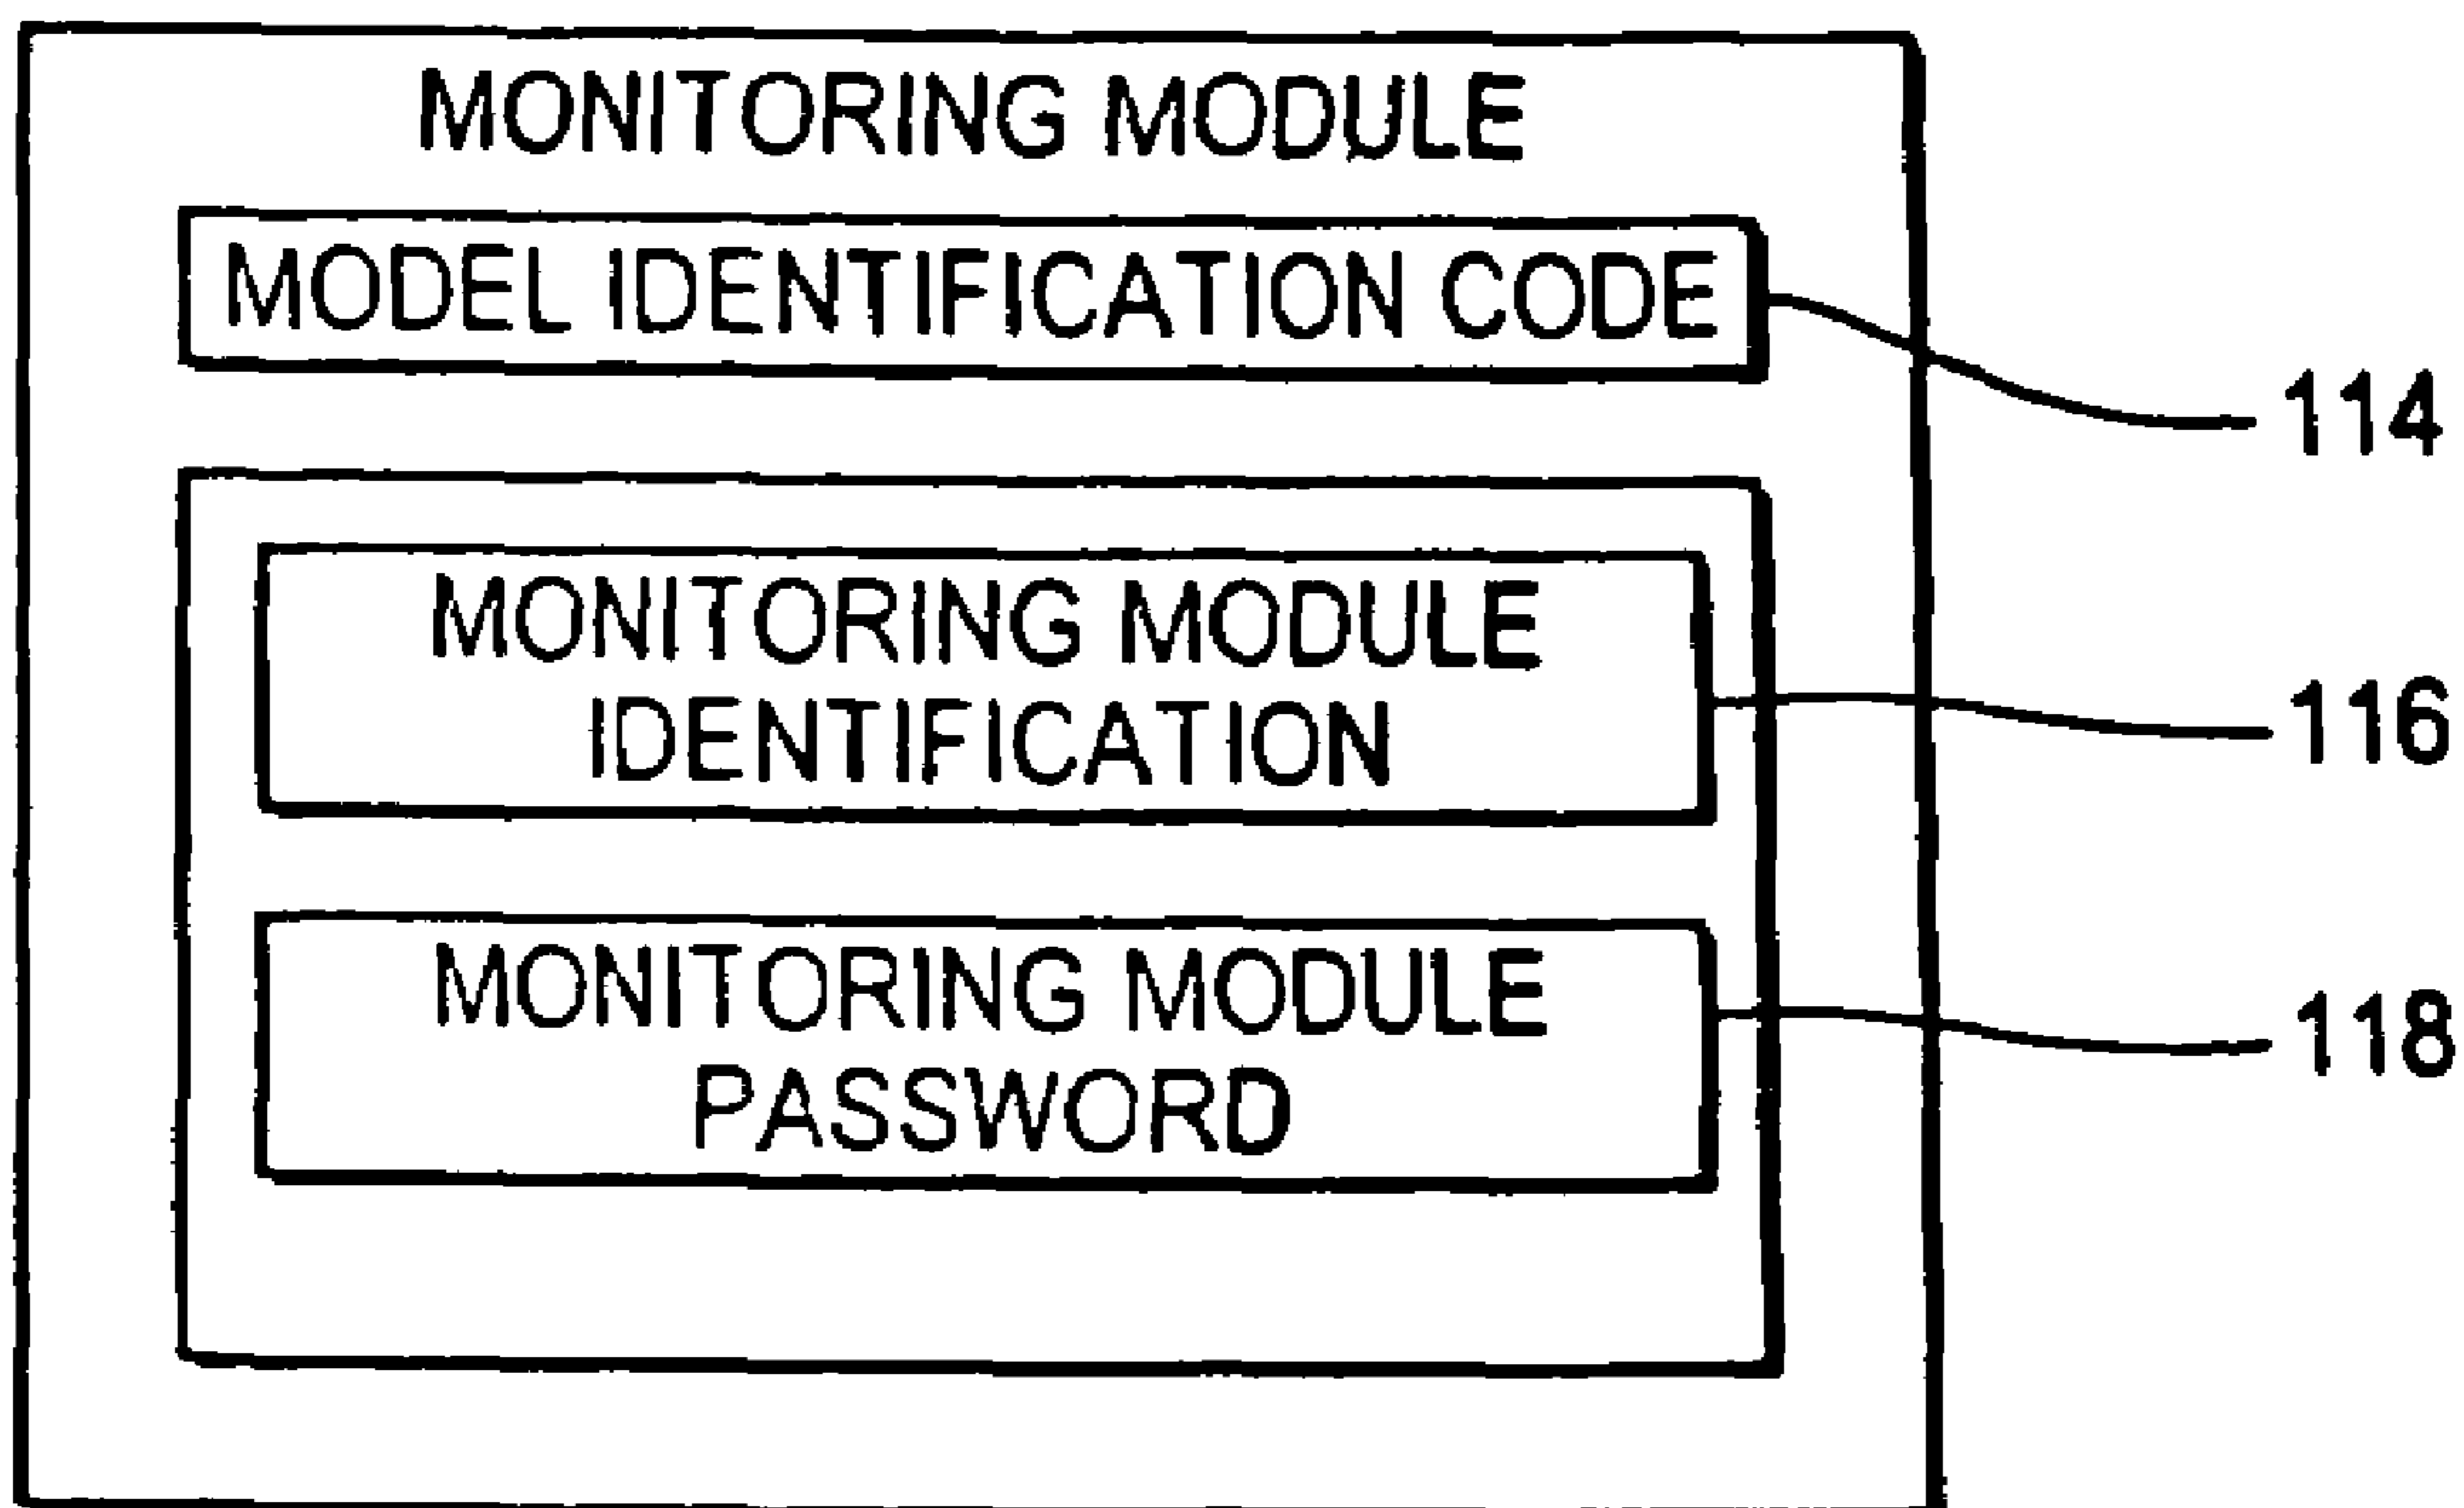 MONITORING MODULE
MODEL IDENTIFICATION CODE
114
MONITORING MODULE
IDENTIFICATION
116
MONITORING MODULE
PASSWORD
118